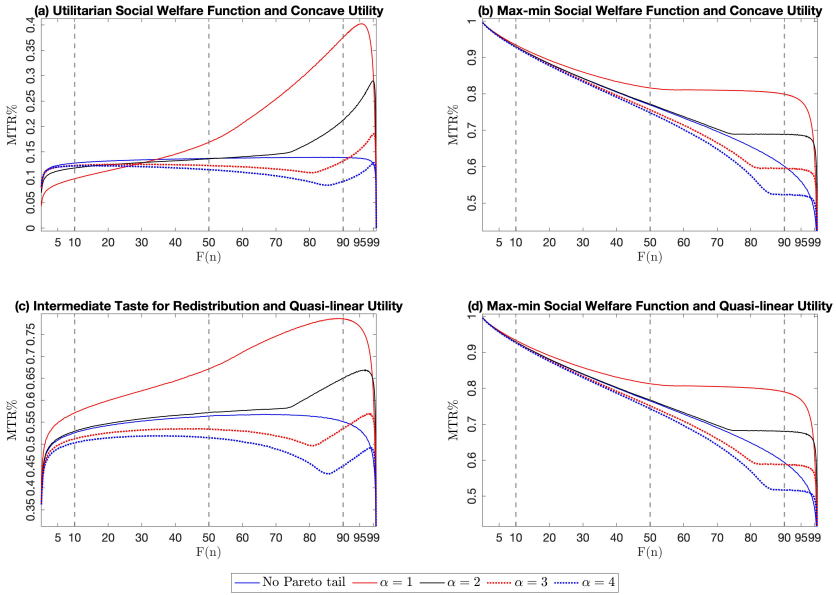 (a) Utilitarian Social Welfare Function and Concave Utility
MTR%
0.4
0.35
0.3
0.25
0.2
0.15
0.1
0.05
0
5 10 20 30 40 50 60 70 80 90 95 99
F(n)
(b) Max-min Social Welfare Function and Concave Utility
MTR%
1
0.9
0.8
0.7
0.6
0.5
5 10 20 30 40 50 60 70 80 90 95 99
F(n)
(c) Intermediate Taste for Redistribution and Quasi-linear Utility
MTR%
0.75
0.7
0.65
0.6
0.55
0.5
0.45
0.4
0.35
5 10 20 30 40 50 60 70 80 90 95 99
F(n)
(d) Max-min Social Welfare Function and Quasi-linear Utility
MTR%
1
0.9
0.8
0.7
0.6
0.5
5 10 20 30 40 50 60 70 80 90 95 99
F(n)
No Pareto tail α = 1 α = 2 α = 3 α = 4